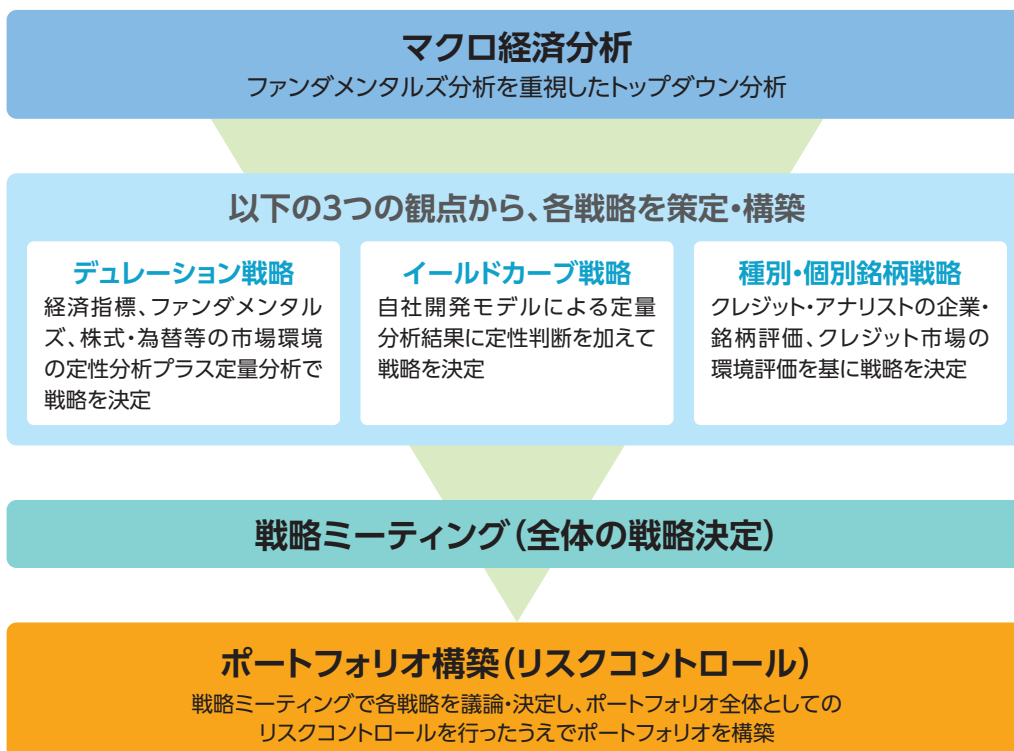 マクロ経済分析
ファンダメンタルズ分析を重視したトップダウン分析
以下の3つの観点から、各戦略を策定・構築
デュレーション戦略
経済指標、ファンダメンタル
ズ、株式・為替等の市場環境
の定性分析プラス定量分析で
戦略を決定
イールドカーブ戦略
自社開発モデルによる定量
分析結果に定性判断を加えて
戦略を決定
種別・個別銘柄戦略
クレジット・アナリストの企業・
銘柄評価、クレジット市場の
環境評価を基に戦略を決定
戦略ミーティング(全体の戦略決定)
ポートフォリオ構築(リスクコントロール)
戦略ミーティングで各戦略を議論・決定し、ポートフォリオ全体としての
リスクコントロールを行ったうえでポートフォリオを構築